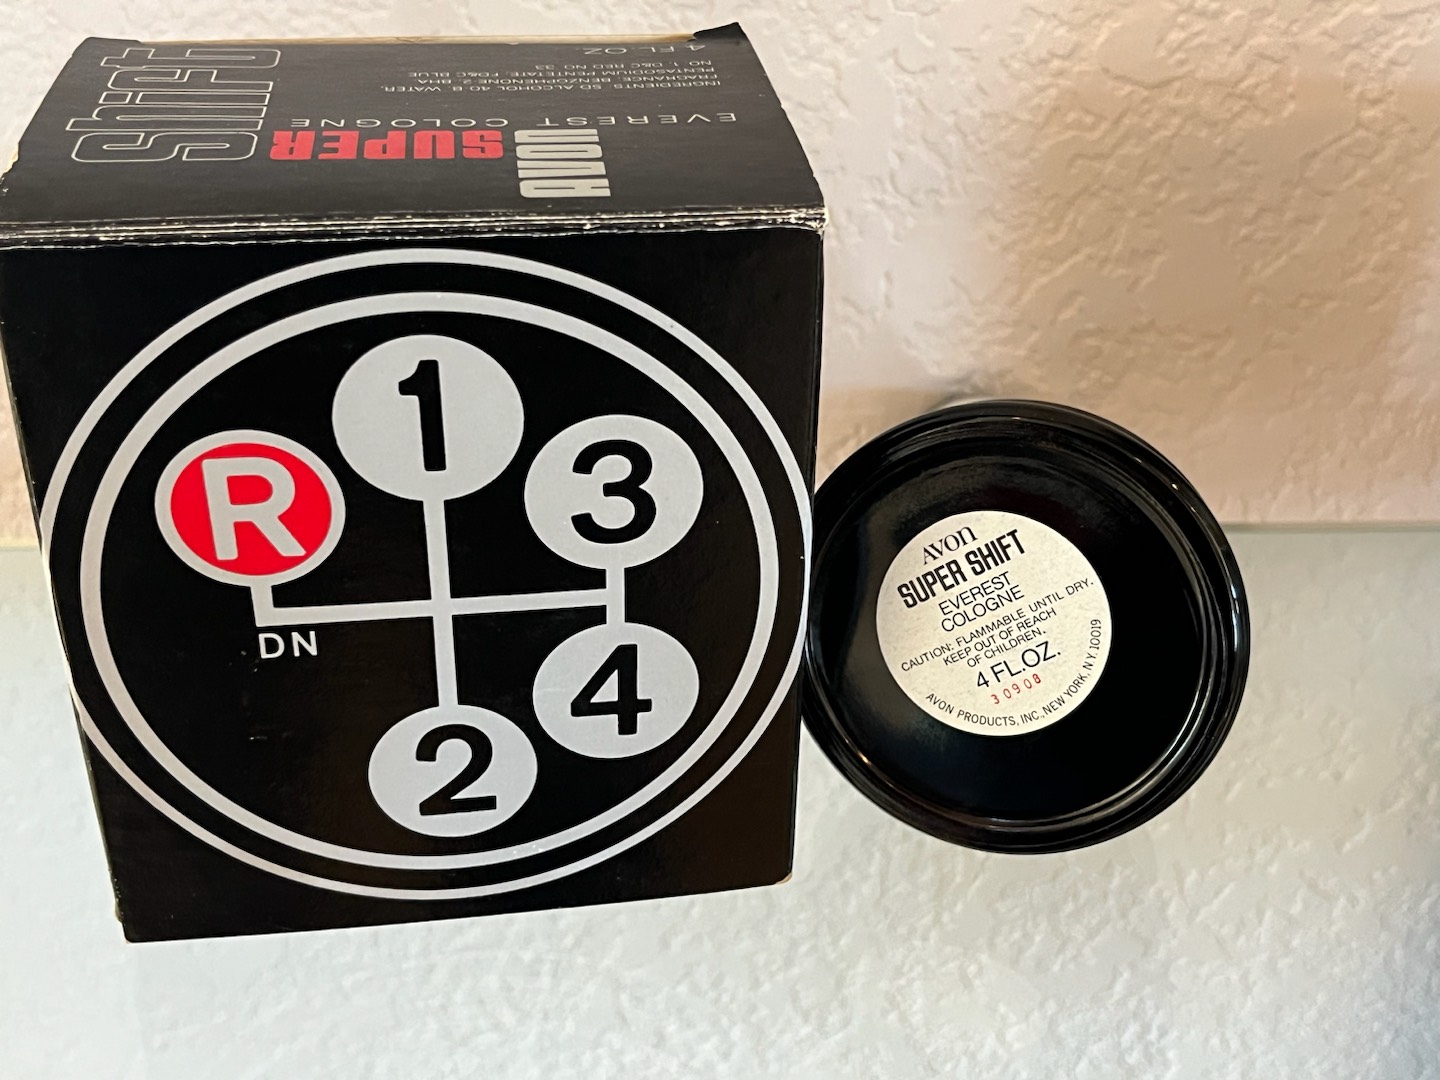 AVON
SUPER
Shift
EVEREST COLOGNE
INGREDIENTS: SD ALCOHOL 40-B, WATER,
FRAGRANCE, BENZOPHENONE-2, BHA,
PENTASODIUM PENTETATE, FD&C BLUE
NO 1, D&C RED NO 33
4 FL.OZ.
R
1
3
DN
2
4
AVON
SUPER SHIFT
EVEREST
COLOGNE
CAUTION: FLAMMABLE UNTIL DRY.
KEEP OUT OF REACH
OF CHILDREN.
4 FL.OZ.
30908
AVON PRODUCTS, INC., NEW YORK, N.Y. 10019